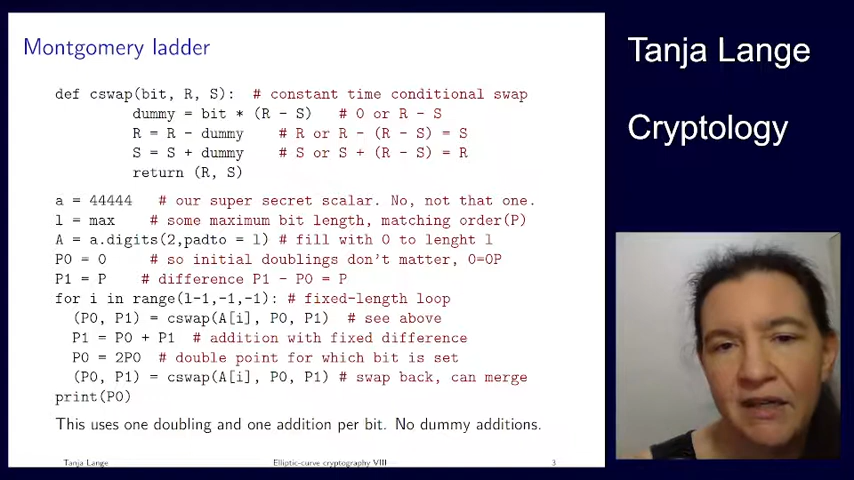 Montgomery ladder
def cswap(bit, R, S): # constant time conditional swap
dummy = bit * (R - S) # 0 or R - S
R = R - dummy # R or R - (R - S) = S
S = S + dummy # S or S + (R - S) = R
return (R, S)
a = 44444 # our super secret scalar. No, not that one.
l = max # some maximum bit length, matching order(P)
A = a.digits(2,padto = l) # fill with 0 to lenght l
P0 = 0 # so initial doublings don't matter, 0=0P
P1 = P # difference P1 - P0 = P
for i in range(l-1,-1,-1): # fixed-length loop
(P0, P1) = cswap(A[i], P0, P1) # see above
P1 = P0 + P1 # addition with fixed difference
P0 = 2P0 # double point for which bit is set
(P0, P1) = cswap(A[i], P0, P1) # swap back, can merge
print(P0)
This uses one doubling and one addition per bit. No dummy additions.
Tanja Lange Elliptic-curve cryptography VIII 3
Tanja Lange
Cryptology